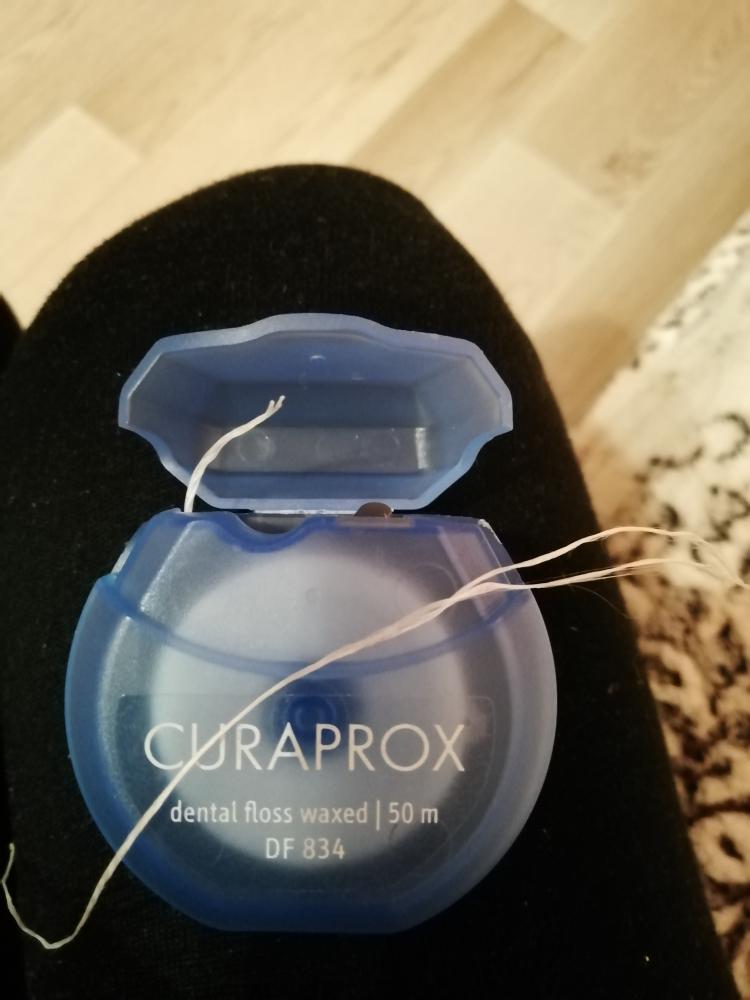 CURAPROX
dental floss waxed | 50 m
DF 834